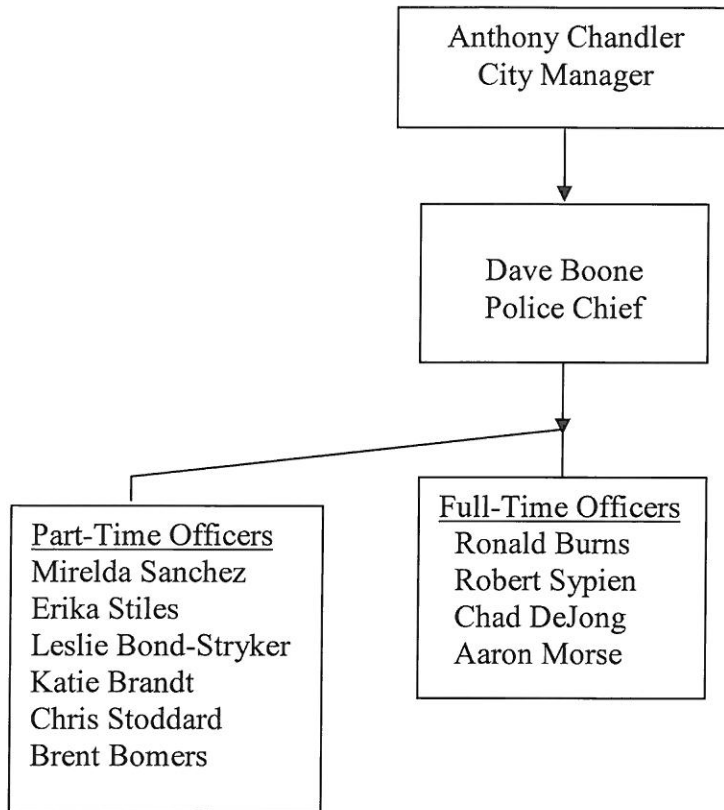 Anthony Chandler
City Manager
Dave Boone
Police Chief
Part-Time Officers
Mirelda Sanchez
Erika Stiles
Leslie Bond-Stryker
Katie Brandt
Chris Stoddard
Brent Bomers
Full-Time Officers
Ronald Burns
Robert Sypien
Chad DeJong
Aaron Morse